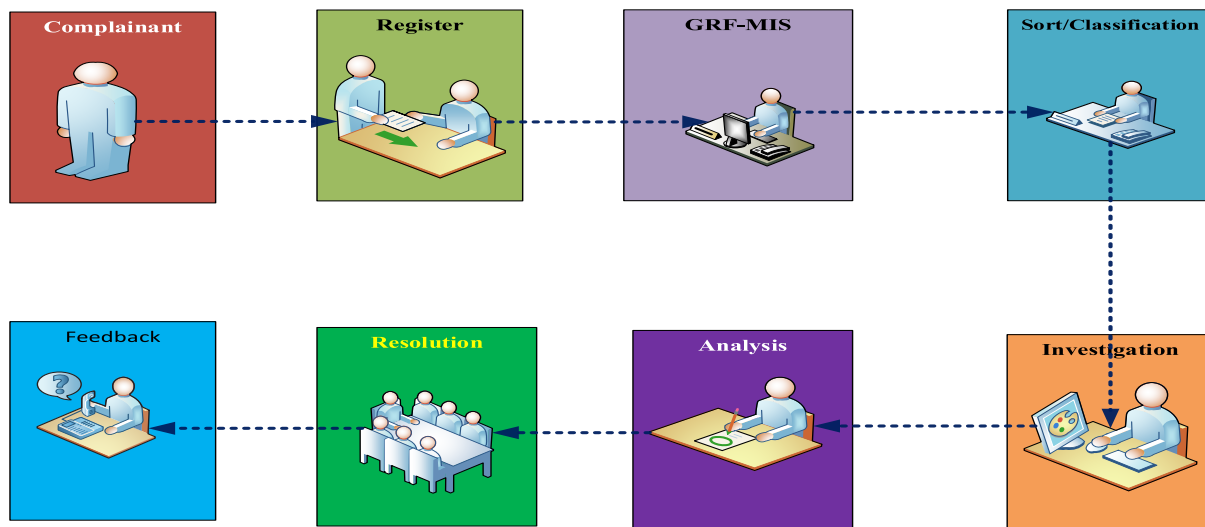 Complainant
Register
GRF-MIS
Sort/Classification
Feedback
Resolution
Analysis
Investigation
?